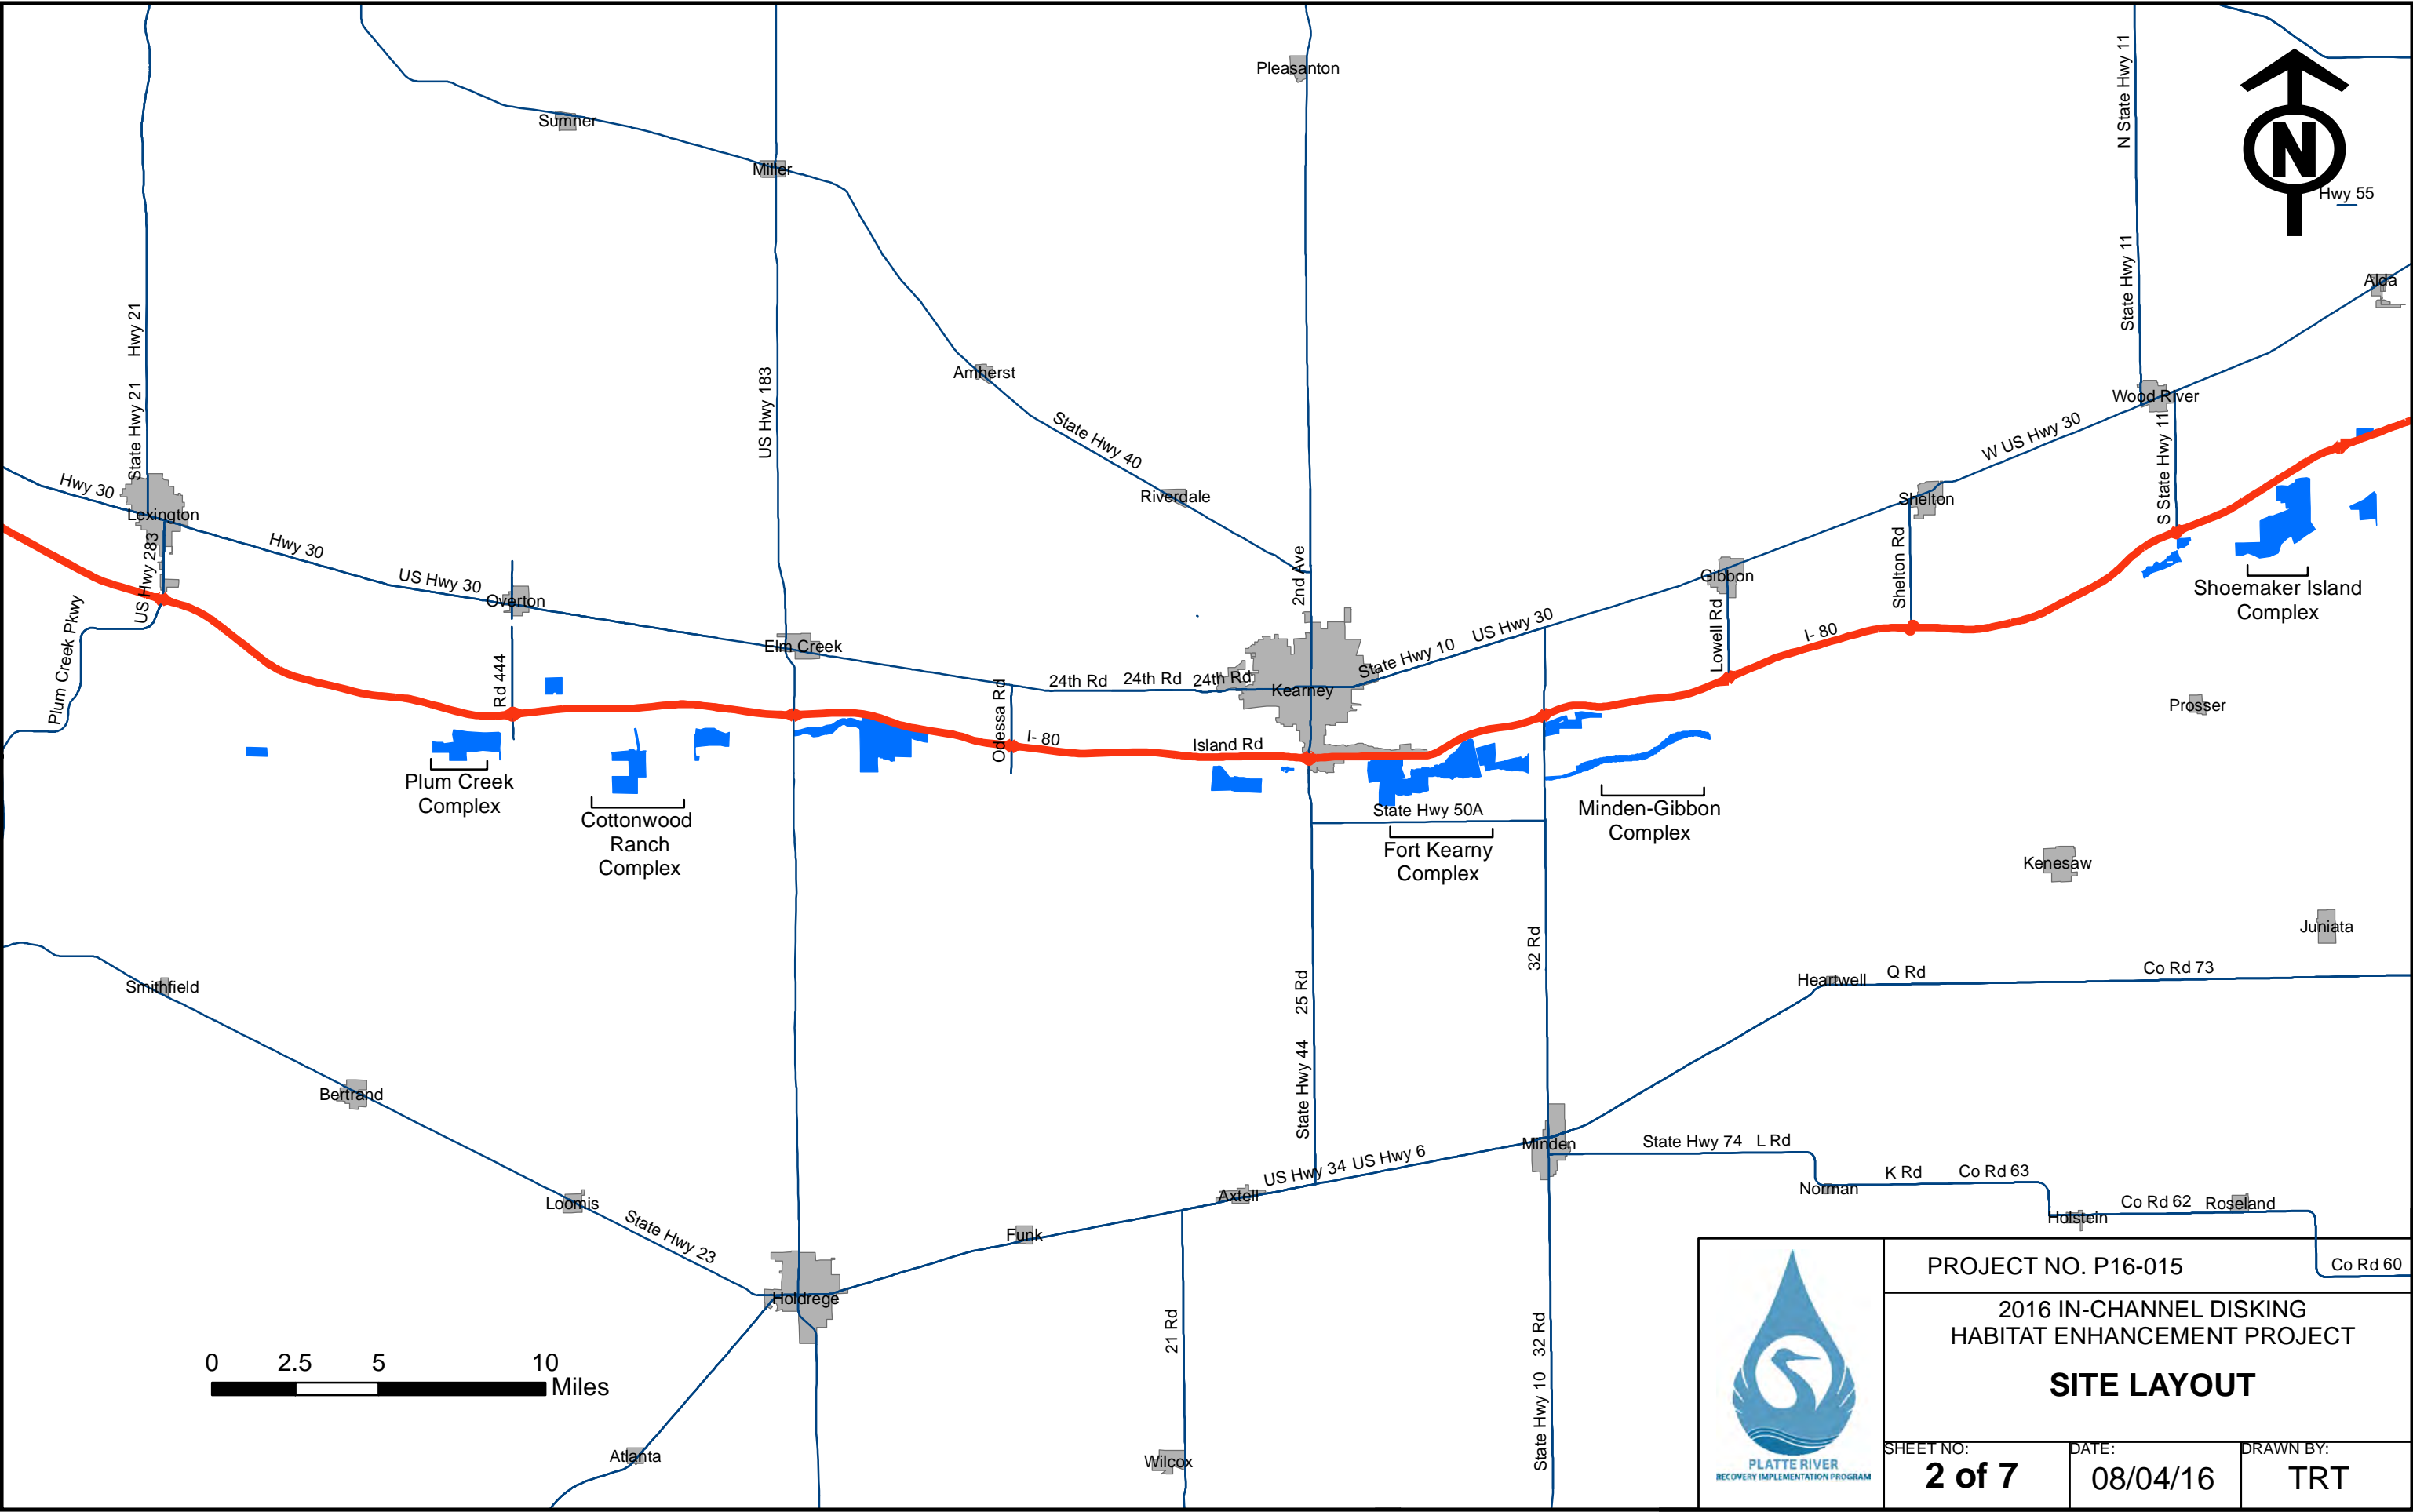 Pleasanton
N State Hwy 11
Sumner
Miller
N
Hwy 55
State Hwy 11
Alda
Hwy 21
State Hwy 21
US Hwy 183
Amherst
State Hwy 40
Riverdale
Wood River
W US Hwy 30
S State Hwy 11
Shelton
Shelton Rd
Hwy 30
Lexington
US Hwy 283
Hwy 30
US Hwy 30
Overton
Plum Creek Pkwy
Rd 444
Elm Creek
2nd Ave
Gibbon
Lowell Rd
I- 80
Shoemaker Island
Complex
Odessa Rd
24th Rd
24th Rd
24th Rd
Kearney
State Hwy 10
US Hwy 30
Prosser
I- 80
Island Rd
Plum Creek
Complex
Cottonwood
Ranch
Complex
State Hwy 50A
Fort Kearny
Complex
Minden-Gibbon
Complex
Kenesaw
Juniata
32 Rd
25 Rd
State Hwy 44
Smithfield
Heartwell
Q Rd
Co Rd 73
Bertrand
Loomis
State Hwy 23
Holdrege
Funk
Axtell
US Hwy 34
US Hwy 6
Minden
State Hwy 74
L Rd
Norman
K Rd
Co Rd 63
Holstein
Co Rd 62
Roseland
Co Rd 60
21 Rd
32 Rd
State Hwy 10
Atlanta
Wilcox
0 2.5 5 10
Miles
PLATTE RIVER
RECOVERY IMPLEMENTATION PROGRAM
PROJECT NO. P16-015
2016 IN-CHANNEL DISKING
HABITAT ENHANCEMENT PROJECT
SITE LAYOUT
SHEET NO:
2 of 7
DATE:
08/04/16
DRAWN BY:
TRT